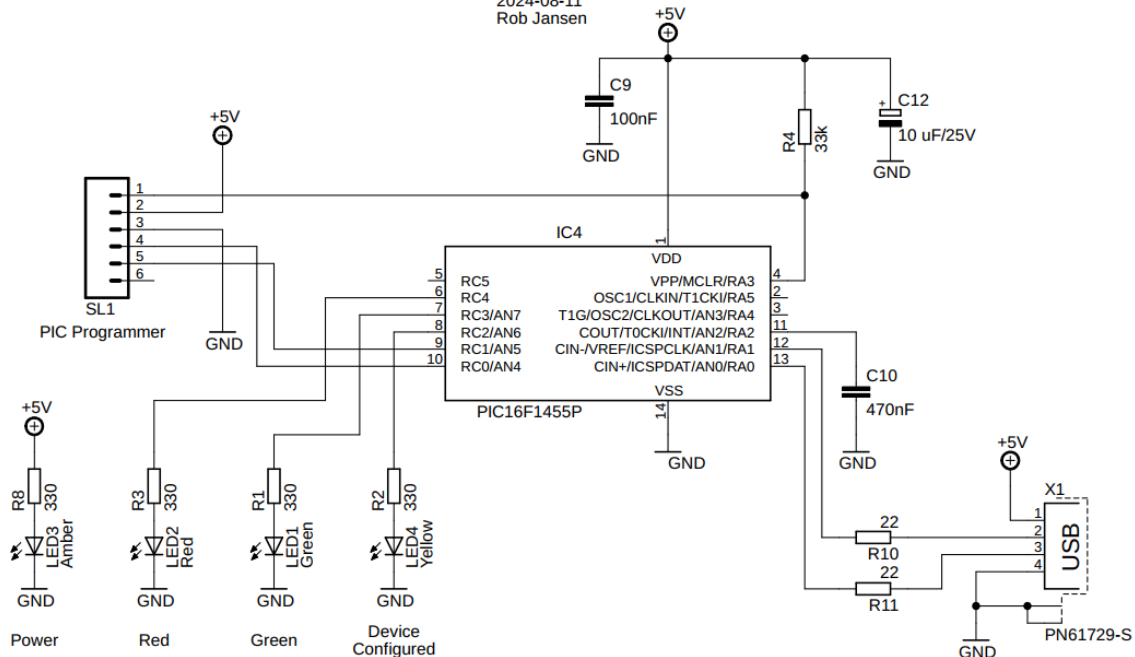 2024-08-11
Rob Jansen
+5V
C9
100nF
GND
R4
33k
+
C12
10 uF/25V
GND
+5V
1
2
3
4
5
6
SL1
PIC Programmer
GND
IC4
1
VDD
5
RC5
6
RC4
7
RC3/AN7
8
RC2/AN6
9
RC1/AN5
10
RC0/AN4
VPP/MCLR/RA3
4
OSC1/CLKIN/T1CKI/RA5
2
T1G/OSC2/CLKOUT/AN3/RA4
3
COUT/T0CKI/INT/AN2/RA2
11
CIN-/VREF/ICSPCLK/AN1/RA1
12
CIN+/ICSPDAT/AN0/RA0
13
VSS
14
PIC16F1455P
GND
C10
470nF
GND
+5V
R8
330
LED3
Amber
GND
Power
R3
330
LED2
Red
GND
Red
R1
330
LED1
Green
GND
Green
R2
330
LED4
Yellow
GND
Device
Configured
22
R10
22
R11
+5V
X1
1
2
3
4
USB
PN61729-S
GND